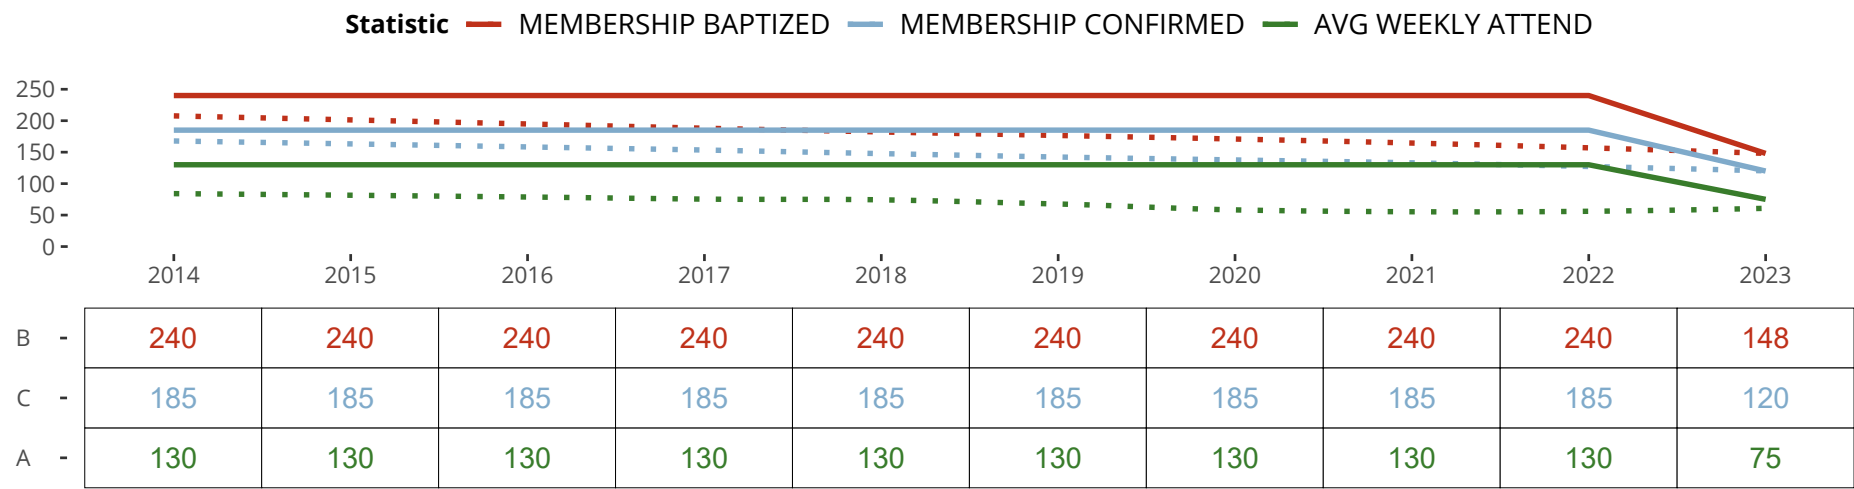 Statistic MEMBERSHIP BAPTIZED MEMBERSHIP CONFIRMED AVG WEEKLY ATTEND
250
200
150
100
50
0
2014 2015 2016 2017 2018 2019 2020 2021 2022 2023
B 240 240 240 240 240 240 240 240 240 148
C 185 185 185 185 185 185 185 185 185 120
A 130 130 130 130 130 130 130 130 130 75